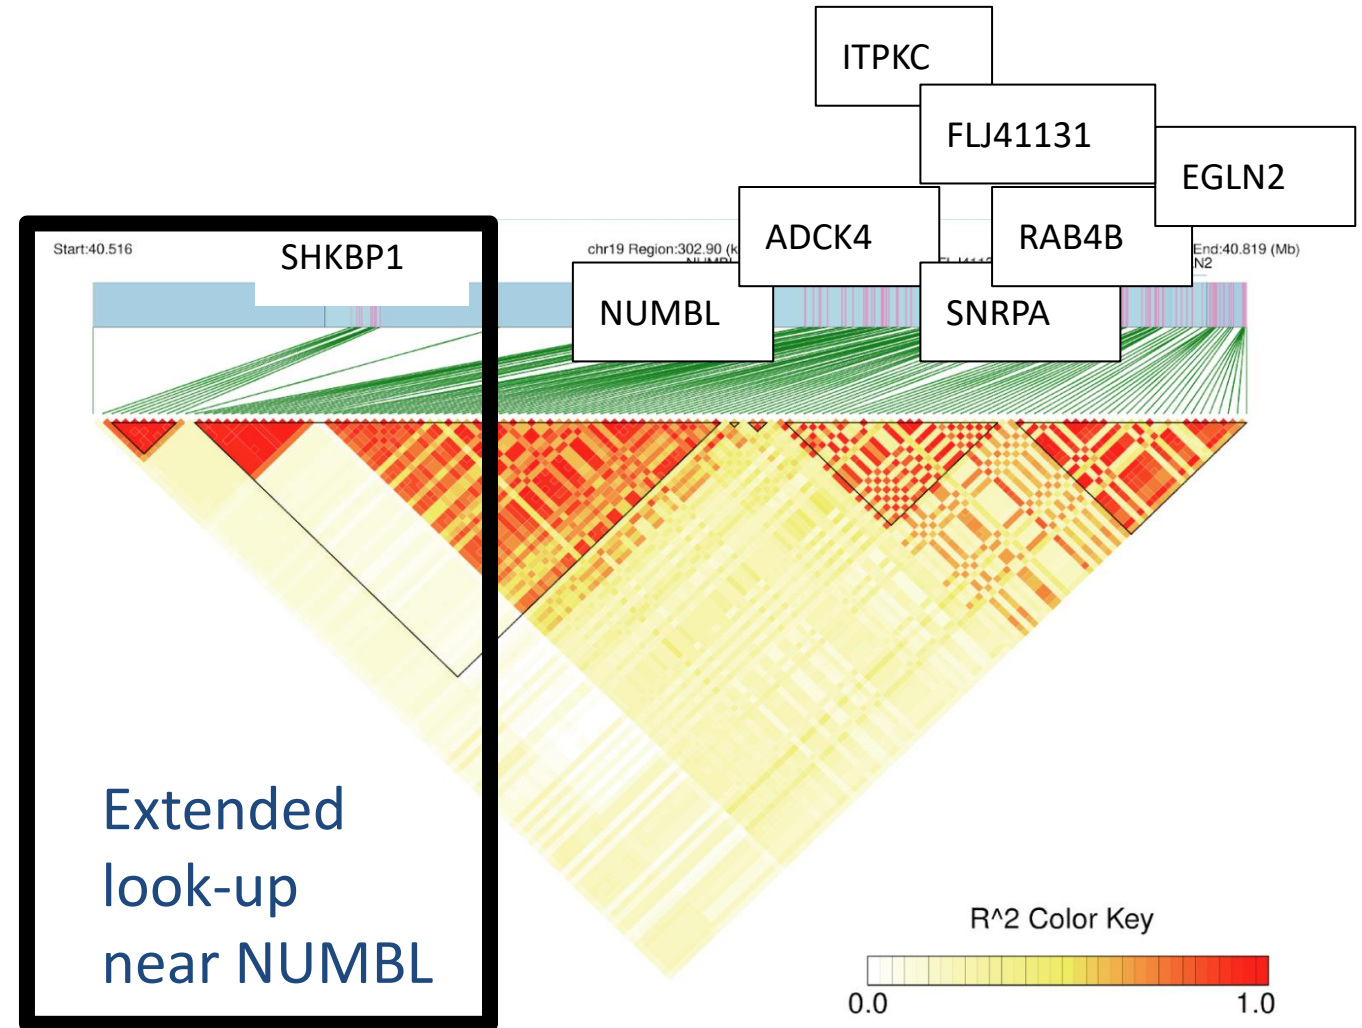 ITPKC
FLJ41131
EGLN2
ADCK4
RAB4B
Start:40.516
SHKBP1
chr19 Region:302.90 (k
End:40.819 (Mb)
N2
NUMBL
SNRPA
Extended
look-up
near NUMBL
R^2 Color Key
0.0
1.0